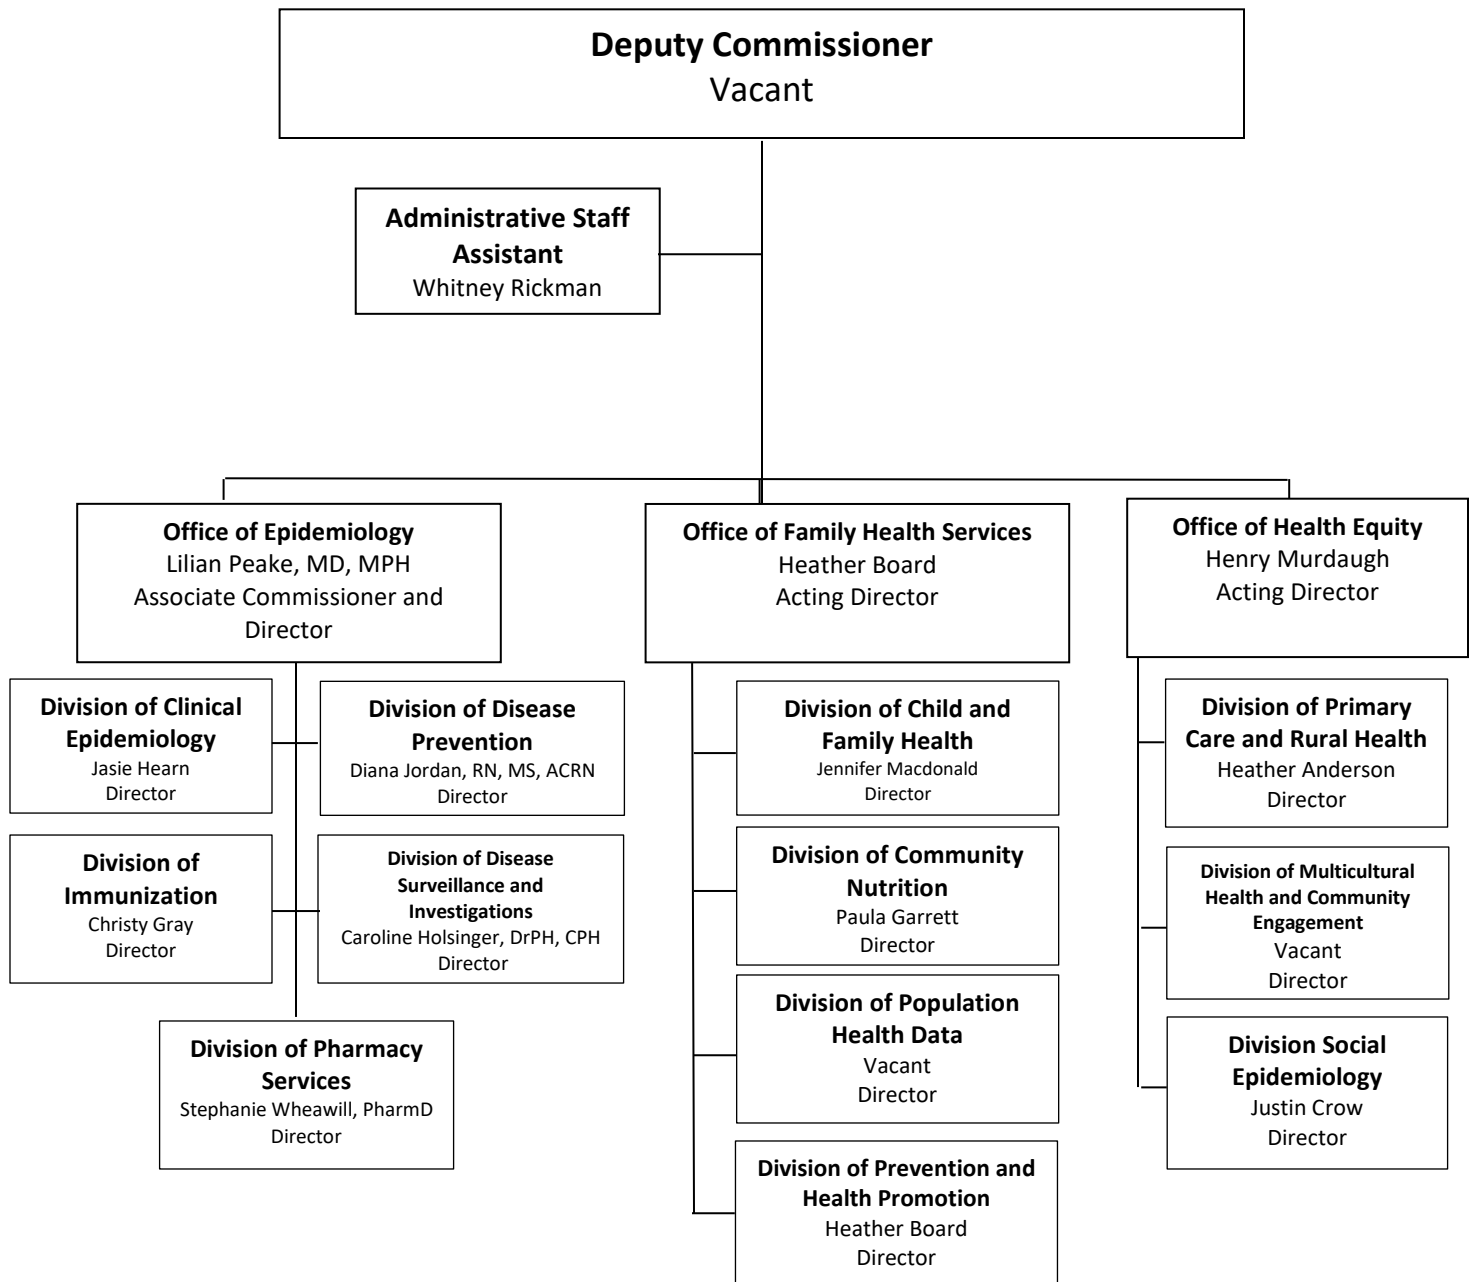 Deputy Commissioner
Vacant
Administrative Staff
Assistant
Whitney Rickman
Office of Epidemiology
Lilian Peake, MD, MPH
Associate Commissioner and
Director
Office of Family Health Services
Heather Board
Acting Director
Office of Health Equity
Henry Murdaugh
Acting Director
Division of Clinical
Epidemiology
Jasie Hearn
Director
Division of Disease
Prevention
Diana Jordan, RN, MS, ACRN
Director
Division of
Immunization
Christy Gray
Director
Division of Disease
Surveillance and
Investigations
Caroline Holsinger, DrPH, CPH
Director
Division of Pharmacy
Services
Stephanie Wheawill, PharmD
Director
Division of Child and
Family Health
Jennifer Macdonald
Director
Division of Community
Nutrition
Paula Garrett
Director
Division of Population
Health Data
Vacant
Director
Division of Prevention and
Health Promotion
Heather Board
Director
Division of Primary
Care and Rural Health
Heather Anderson
Director
Division of Multicultural
Health and Community
Engagement
Vacant
Director
Division Social
Epidemiology
Justin Crow
Director